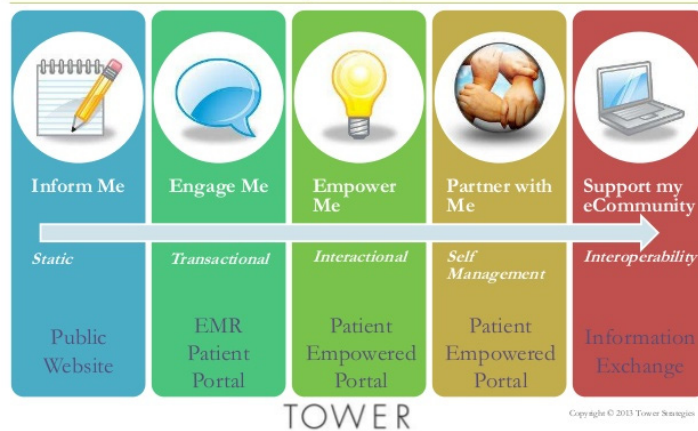 Inform Me
Engage Me
Empower
Me
Partner with
Me
Support my
eCommunity
Static
Transactional
Interactional
Self
Management
Interoperability
Public
Website
EMR
Patient
Portal
Patient
Empowered
Portal
Patient
Empowered
Portal
Information
Exchange
TOWER
Copyright © 2013 Tower Strategies